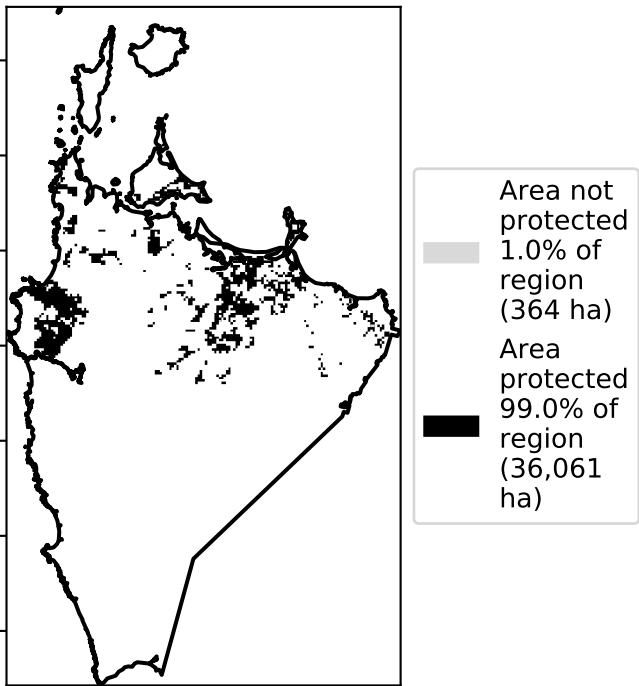 Area not
protected
1.0% of
region
(364 ha)
Area
protected
99.0% of
region
(36,061
ha)